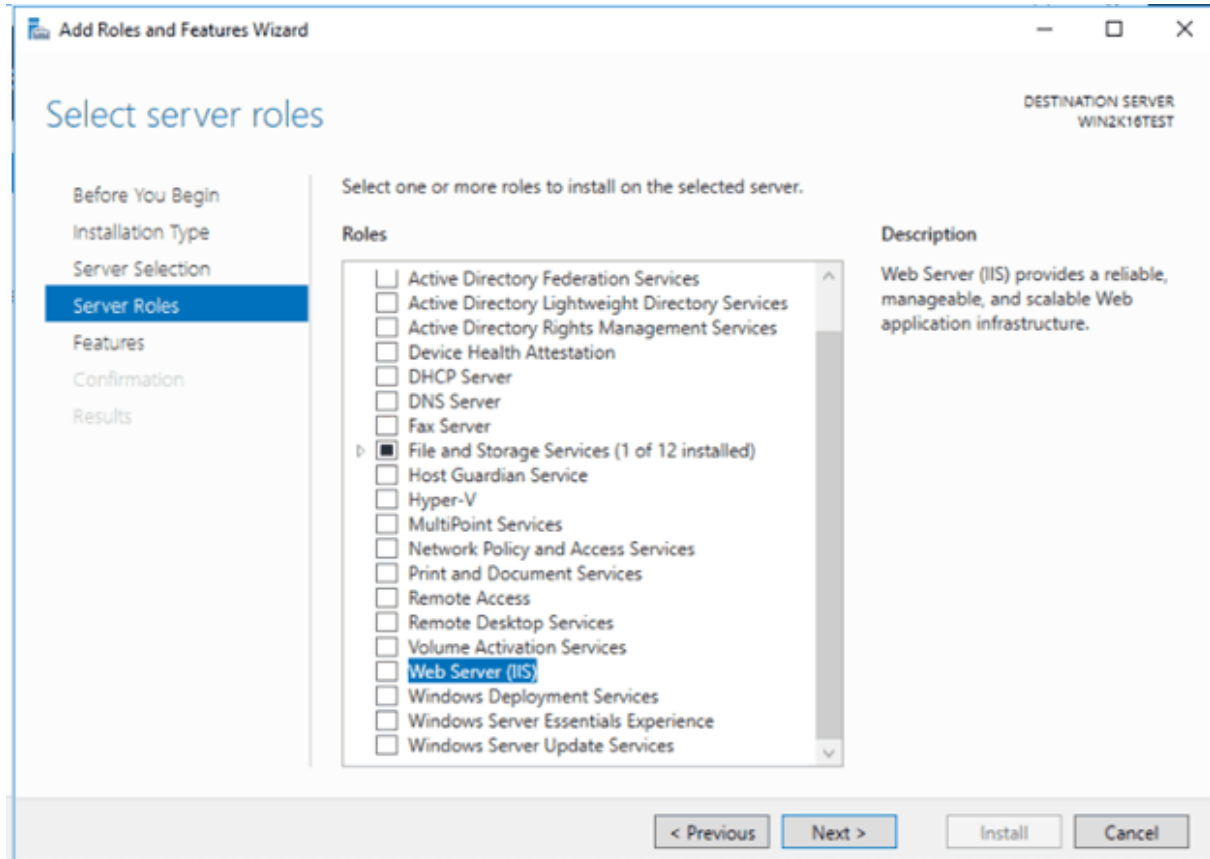 Add Roles and Features Wizard
Select server roles
DESTINATION SERVER
WIN2K16TEST
Before You Begin
Installation Type
Server Selection
Server Roles
Features
Confirmation
Results
Select one or more roles to install on the selected server.
Roles
Active Directory Federation Services
Active Directory Lightweight Directory Services
Active Directory Rights Management Services
Device Health Attestation
DHCP Server
DNS Server
Fax Server
File and Storage Services (1 of 12 installed)
Host Guardian Service
Hyper-V
MultiPoint Services
Network Policy and Access Services
Print and Document Services
Remote Access
Remote Desktop Services
Volume Activation Services
Web Server (IIS)
Windows Deployment Services
Windows Server Essentials Experience
Windows Server Update Services
Description
Web Server (IIS) provides a reliable,
manageable, and scalable Web
application infrastructure.
< Previous
Next >
Install
Cancel